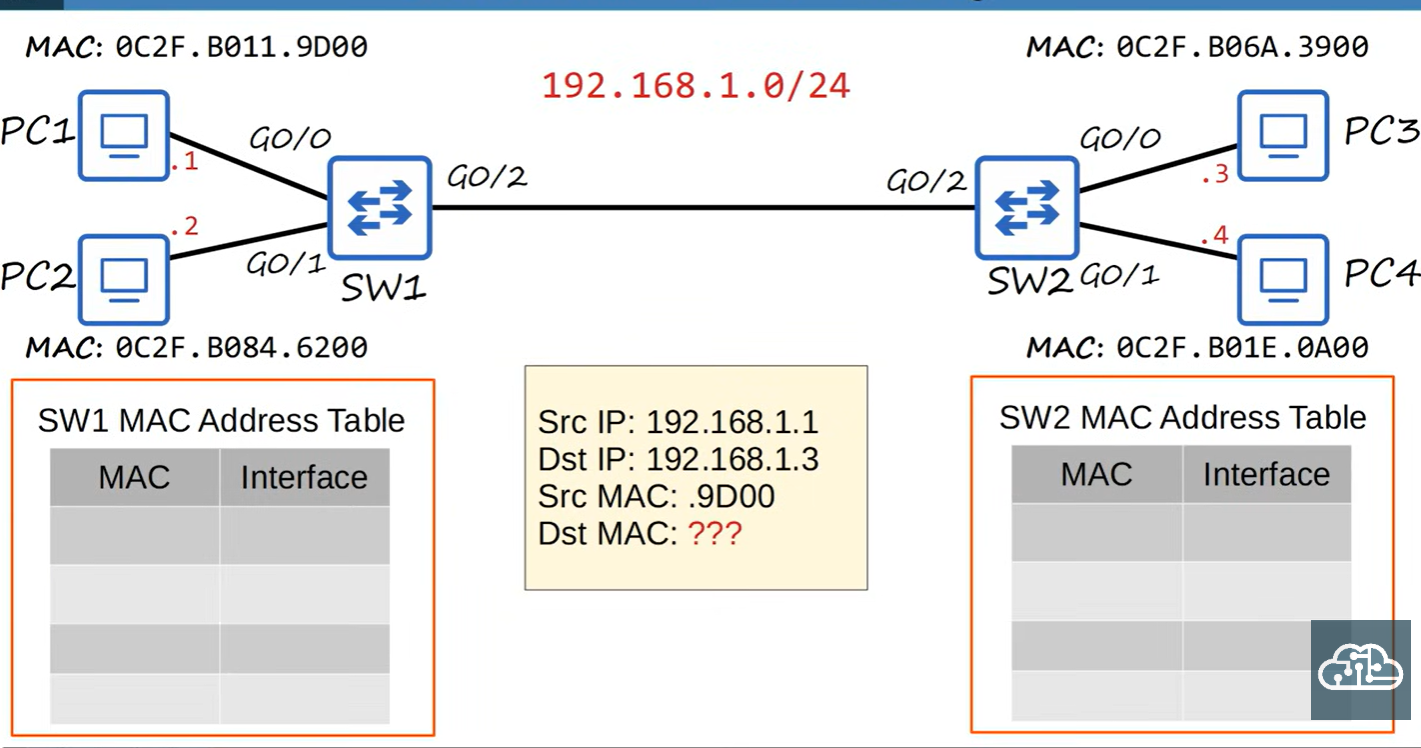 MAC: 0C2F.B011.9D00
MAC: 0C2F.B06A.3900
192.168.1.0/24
PC1
G0/0
.1
G0/2
G0/2
G0/0
.3
PC3
PC2
.2
G0/1
SW1
SW2
G0/1
.4
PC4
MAC: 0C2F.B084.6200
MAC: 0C2F.B01E.0A00
SW1 MAC Address Table
MAC Interface
Src IP: 192.168.1.1
Dst IP: 192.168.1.3
Src MAC: .9D00
Dst MAC: ???
SW2 MAC Address Table
MAC Interface